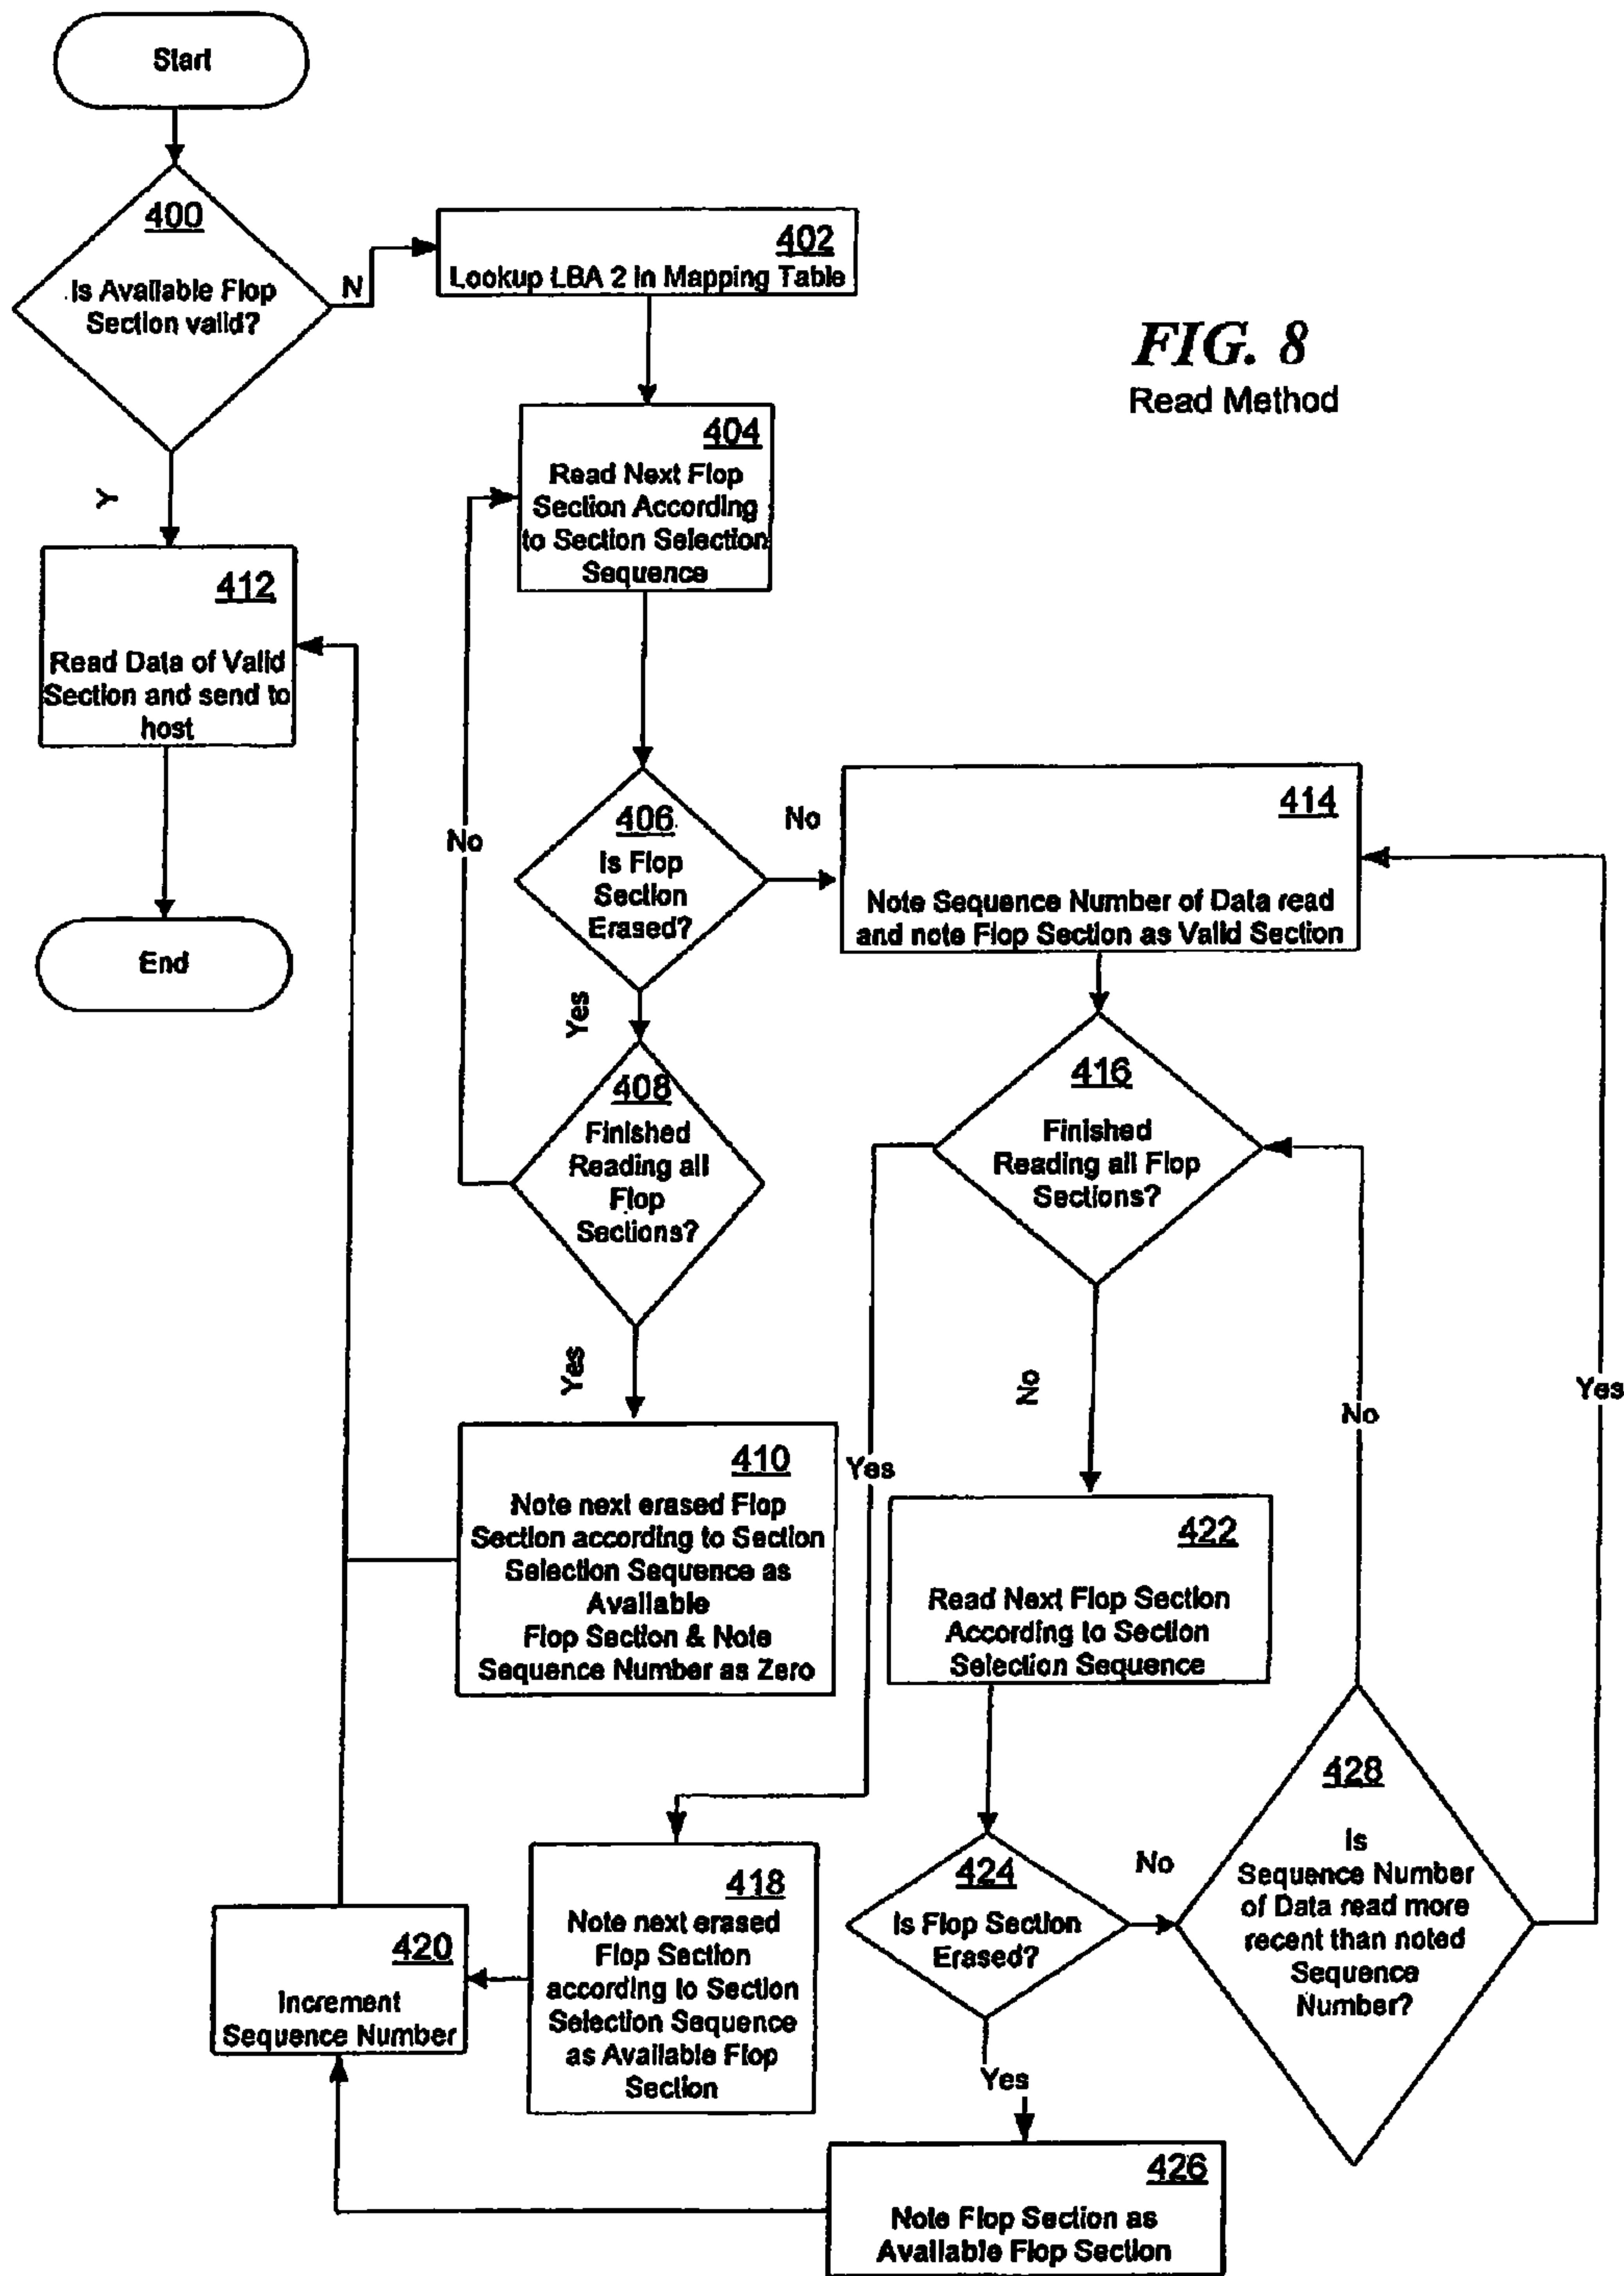 Start
400
Is Available Flop
Section valid?
N
Y
402
Lookup LBA 2 in Mapping Table
FIG. 8
Read Method
404
Read Next Flop
Section According
to Section Selection
Sequence
412
Read Data of Valid
Section and send to
host
End
406
Is Flop
Section
Erased?
No
Yes
No
408
Finished
Reading all
Flop
Sections?
Yes
414
Note Sequence Number of Data read
and note Flop Section as Valid Section
416
Finished
Reading all Flop
Sections?
No
Yes
No
Yes
410
Note next erased Flop
Section according to Section
Selection Sequence as
Available
Flop Section & Note
Sequence Number as Zero
422
Read Next Flop Section
According to Section
Selection Sequence
428
Is
Sequence Number
of Data read more
recent than noted
Sequence
Number?
424
Is Flop Section
Erased?
No
Yes
418
Note next erased
Flop Section
according to Section
Selection Sequence
as Available Flop
Section
420
Increment
Sequence Number
426
Note Flop Section as
Available Flop Section